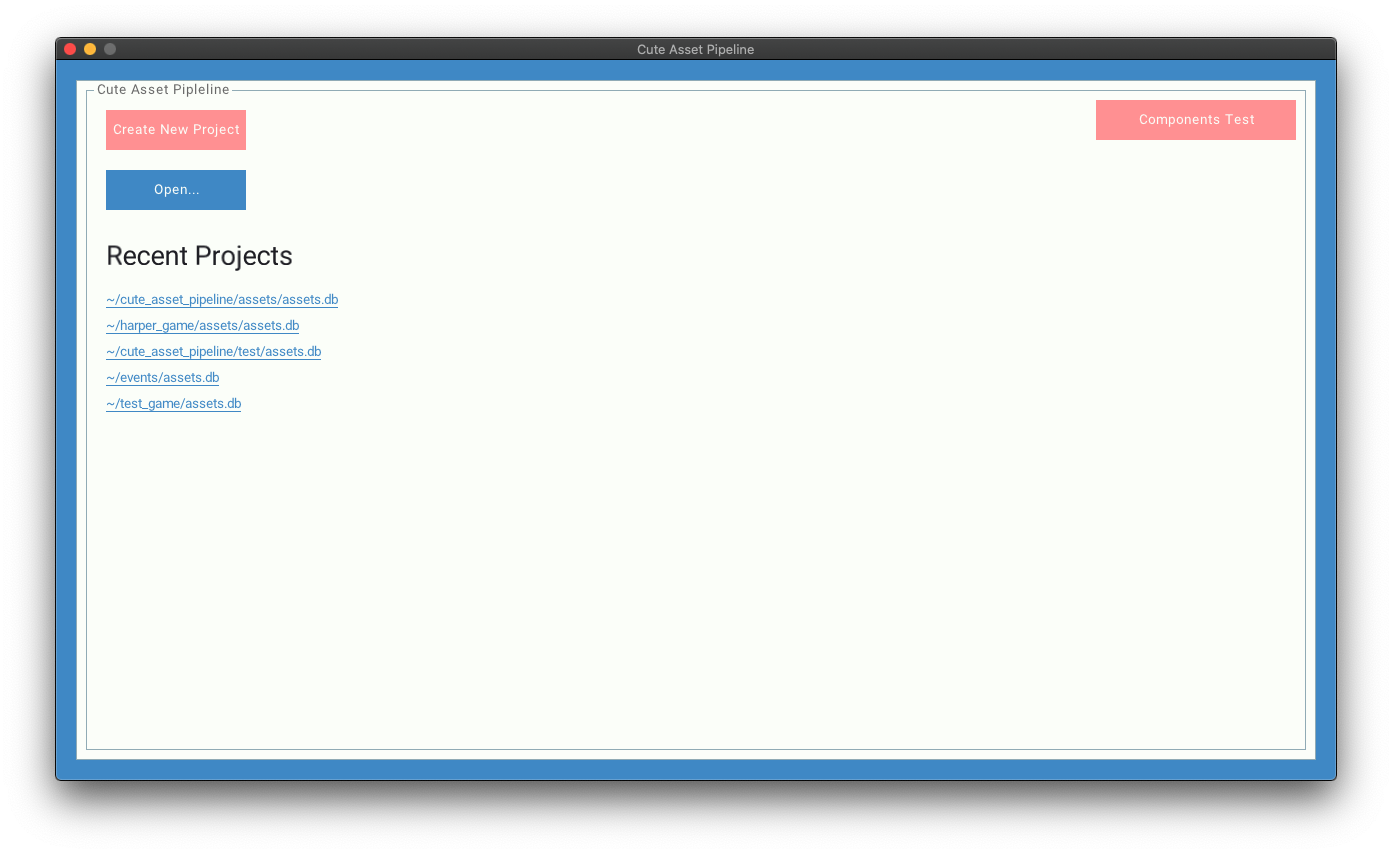 Cute Asset Pipeline
Cute Asset Pipleline
Create New Project
Components Test
Open...
Recent Projects
~/cute_asset_pipeline/assets/assets.db
~/harper_game/assets/assets.db
~/cute_asset_pipeline/test/assets.db
~/events/assets.db
~/test_game/assets.db